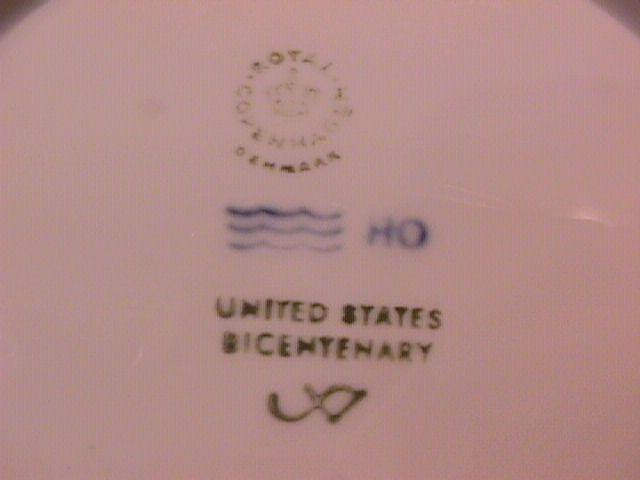 ROYAL
COPENHAGEN
DENMARK
HO
UNITED STATES
BICENTENARY